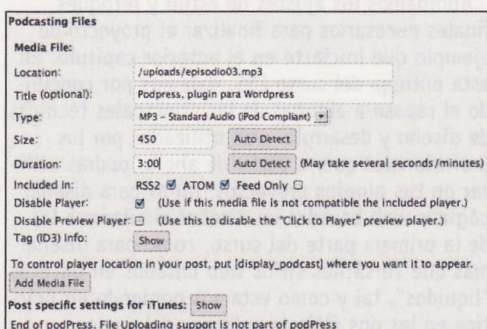 Podcasting Files
Media File:
Location: /uploads/episodio03.mp3
Title (Optional): Podpress, plugin para Wordpress
Type: MP3 - Standard Audio (iPod Compliant)
Size: 450 Auto Detect
Duration: 3:00 Auto Detect (May take several seconds/minutes)
Included in: RSS2 ATOM Feed Only
Disable Player: (Use if this media file is not compatible the included player.)
Disable Preview Player: (Use this to disable the "Click to Player" preview player.)
Tag (ID3) Info: Show
To control player location in your post, put [display_podcast] where you want it to appear.
Add Media File
Post specific settings for iTunes: Show
End of podPress. File Uploading support is not part of podPress